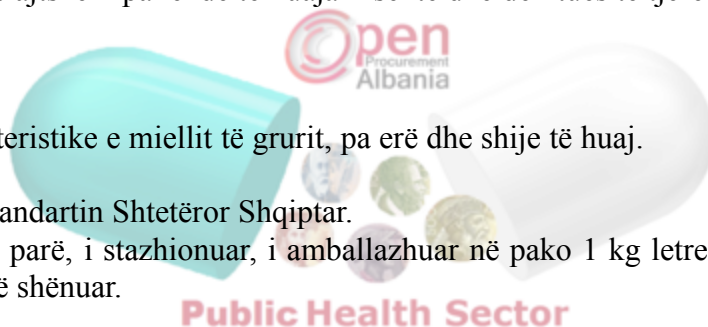 Open
Procurement
Albania
teristike e miellit të grurit, pa erë dhe shije të huaj.
andartin Shtetëror Shqiptar.
parë, i stazhionuar, i amballazhuar në pako 1 kg letre
ë shënuar.
Public Health Sector